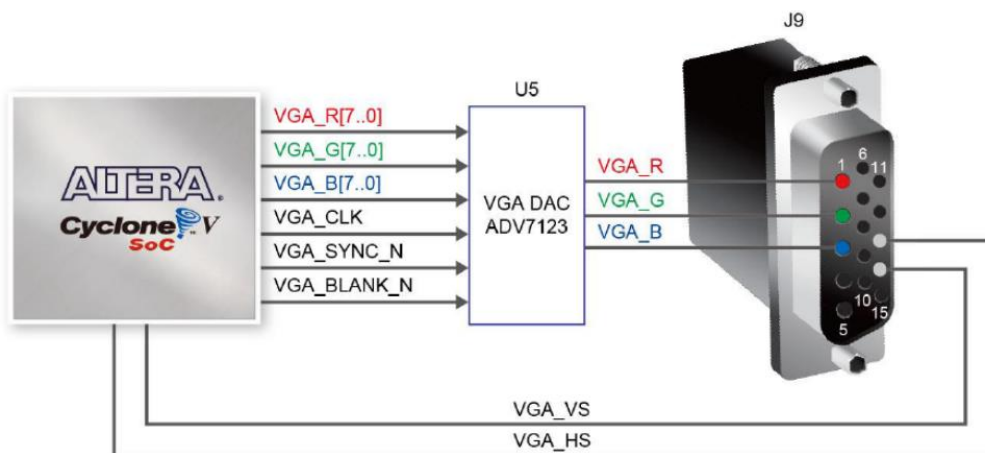 J9
U5
VGA_R[7..0]
VGA_G[7..0]
VGA_B[7..0]
VGA_CLK
VGA_SYNC_N
VGA_BLANK_N
ALTERA®
Cyclone V
SoC
VGA DAC
ADV7123
VGA_R
VGA_G
VGA_B
1
6
11
10
15
5
VGA_VS
VGA_HS